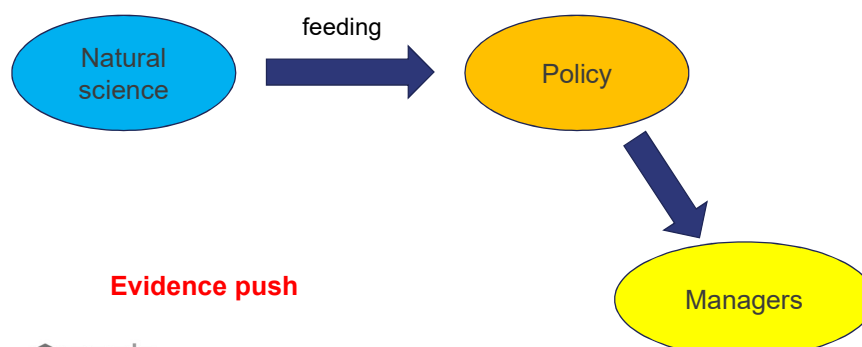 feeding
Natural
science
Policy
Evidence push
Managers